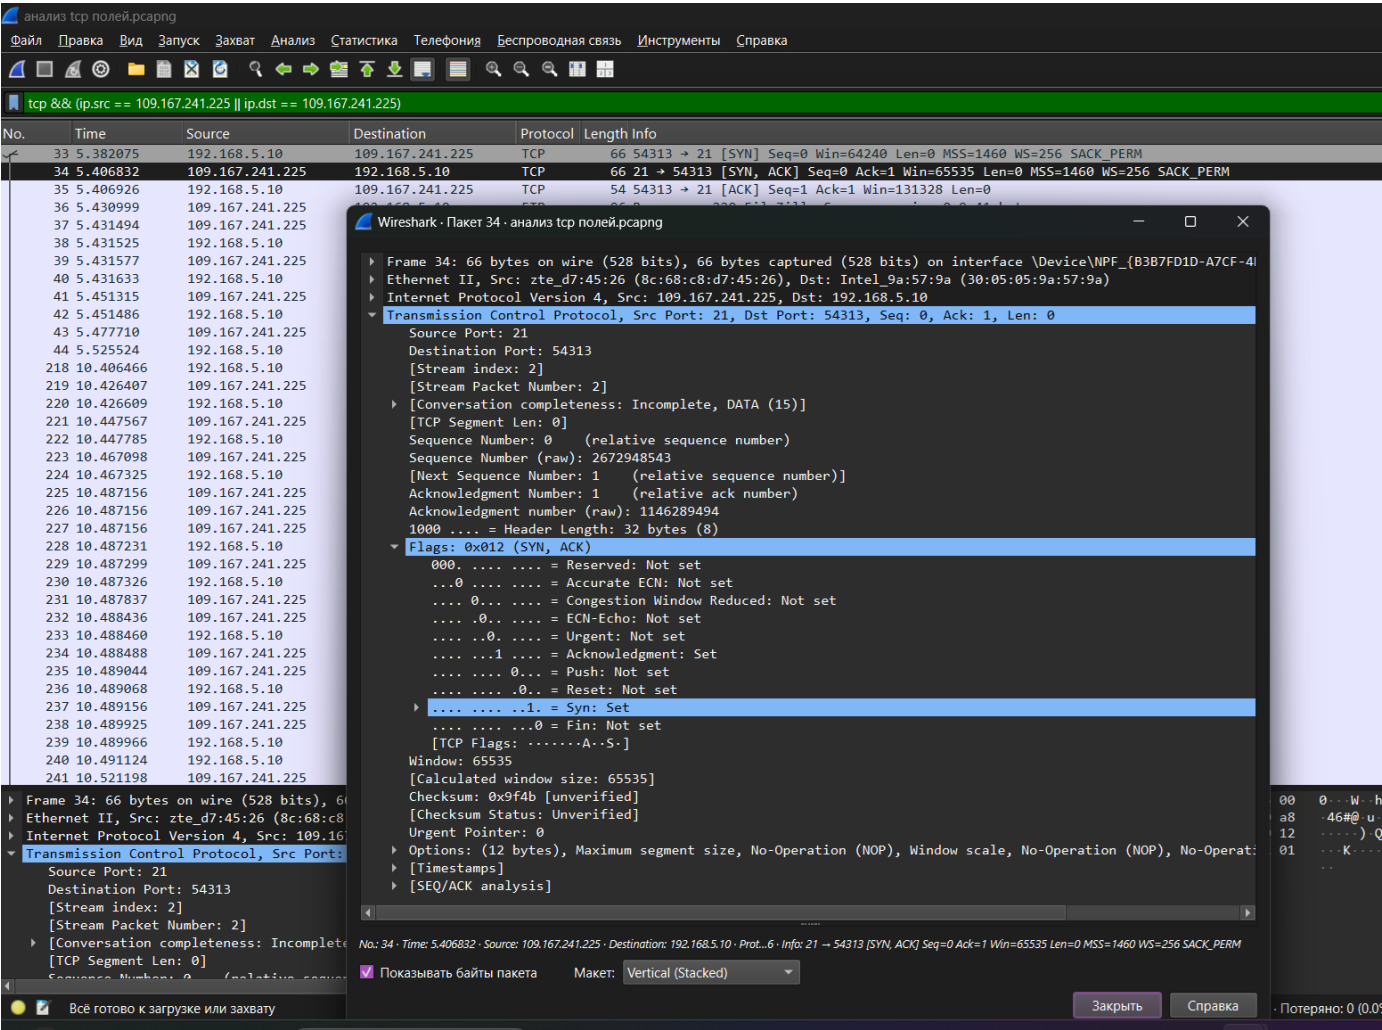 анализ tcp полей.pcapng
Файл Правка Вид Запуск Захват Анализ Статистика Телефония Беспроводная связь Инструменты Справка
tcp && (ip.src == 109.167.241.225 || ip.dst == 109.167.241.225)
No. Time Source Destination Protocol Length Info
33 5.382075 192.168.5.10 109.167.241.225 TCP 66 54313 → 21 [SYN] Seq=0 Win=64240 Len=0 MSS=1460 WS=256 SACK_PERM
34 5.406832 109.167.241.225 192.168.5.10 TCP 66 21 → 54313 [SYN, ACK] Seq=0 Ack=1 Win=65535 Len=0 MSS=1460 WS=256 SACK_PERM
35 5.406926 192.168.5.10 109.167.241.225 TCP 54 54313 → 21 [ACK] Seq=1 Ack=1 Win=131328 Len=0
36 5.430999 109.167.241.225
37 5.431494 109.167.241.225
38 5.431525 192.168.5.10
39 5.431577 109.167.241.225
40 5.431633 192.168.5.10
41 5.451315 109.167.241.225
42 5.451486 192.168.5.10
43 5.477710 109.167.241.225
44 5.525524 192.168.5.10
218 10.406466 192.168.5.10
219 10.426407 109.167.241.225
220 10.426609 192.168.5.10
221 10.447567 109.167.241.225
222 10.447785 192.168.5.10
223 10.467098 109.167.241.225
224 10.467325 192.168.5.10
225 10.487156 109.167.241.225
226 10.487156 109.167.241.225
227 10.487156 109.167.241.225
228 10.487231 192.168.5.10
229 10.487299 109.167.241.225
230 10.487326 192.168.5.10
231 10.487837 109.167.241.225
232 10.488436 109.167.241.225
233 10.488460 192.168.5.10
234 10.488488 109.167.241.225
235 10.489044 109.167.241.225
236 10.489068 192.168.5.10
237 10.489156 109.167.241.225
238 10.489925 109.167.241.225
239 10.489966 192.168.5.10
240 10.491124 192.168.5.10
241 10.521198 109.167.241.225
Wireshark · Пакет 34 · анализ tcp полей.pcapng
Frame 34: 66 bytes on wire (528 bits), 66 bytes captured (528 bits) on interface \Device\NPF_{B3B7FD1D-A7CF-4
Ethernet II, Src: zte_d7:45:26 (8c:68:c8:d7:45:26), Dst: Intel_9a:57:9a (30:05:05:9a:57:9a)
Internet Protocol Version 4, Src: 109.167.241.225, Dst: 192.168.5.10
Transmission Control Protocol, Src Port: 21, Dst Port: 54313, Seq: 0, Ack: 1, Len: 0
Source Port: 21
Destination Port: 54313
[Stream index: 2]
[Stream Packet Number: 2]
[Conversation completeness: Incomplete, DATA (15)]
[TCP Segment Len: 0]
Sequence Number: 0 (relative sequence number)
Sequence Number (raw): 2672948543
[Next Sequence Number: 1 (relative sequence number)]
Acknowledgment Number: 1 (relative ack number)
Acknowledgment number (raw): 1146289494
1000 .... = Header Length: 32 bytes (8)
Flags: 0x012 (SYN, ACK)
000. .... .... = Reserved: Not set
...0 .... .... = Accurate ECN: Not set
.... 0... .... = Congestion Window Reduced: Not set
.... .0.. .... = ECN-Echo: Not set
.... ..0. .... = Urgent: Not set
.... ...1 .... = Acknowledgment: Set
.... .... 0... = Push: Not set
.... .... .0.. = Reset: Not set
.... .... ..1. = Syn: Set
.... .... ...0 = Fin: Not set
[TCP Flags: ·······A··S·]
Window: 65535
[Calculated window size: 65535]
Checksum: 0x9f4b [unverified]
[Checksum Status: Unverified]
Urgent Pointer: 0
Options: (12 bytes), Maximum segment size, No-Operation (NOP), Window scale, No-Operation (NOP), No-Operati
[Timestamps]
[SEQ/ACK analysis]
No.: 34 · Time: 5.406832 · Source: 109.167.241.225 · Destination: 192.168.5.10 · Prot...6 · Info: 21 → 54313 [SYN, ACK] Seq=0 Ack=1 Win=65535 Len=0 MSS=1460 WS=256 SACK_PERM
Показывать байты пакета Макет: Vertical (Stacked)
Закрыть Справка
Frame 34: 66 bytes on wire (528 bits), 6
Ethernet II, Src: zte_d7:45:26 (8c:68:c8
Internet Protocol Version 4, Src: 109.16
Transmission Control Protocol, Src Port:
Source Port: 21
Destination Port: 54313
[Stream index: 2]
[Stream Packet Number: 2]
[Conversation completeness: Incomplete
[TCP Segment Len: 0]
00 0···W··h
a8 ·46#@·u·
12 ·····)·Q
01 ···K····
··
Всё готово к загрузке или захвату
· Потеряно: 0 (0.0